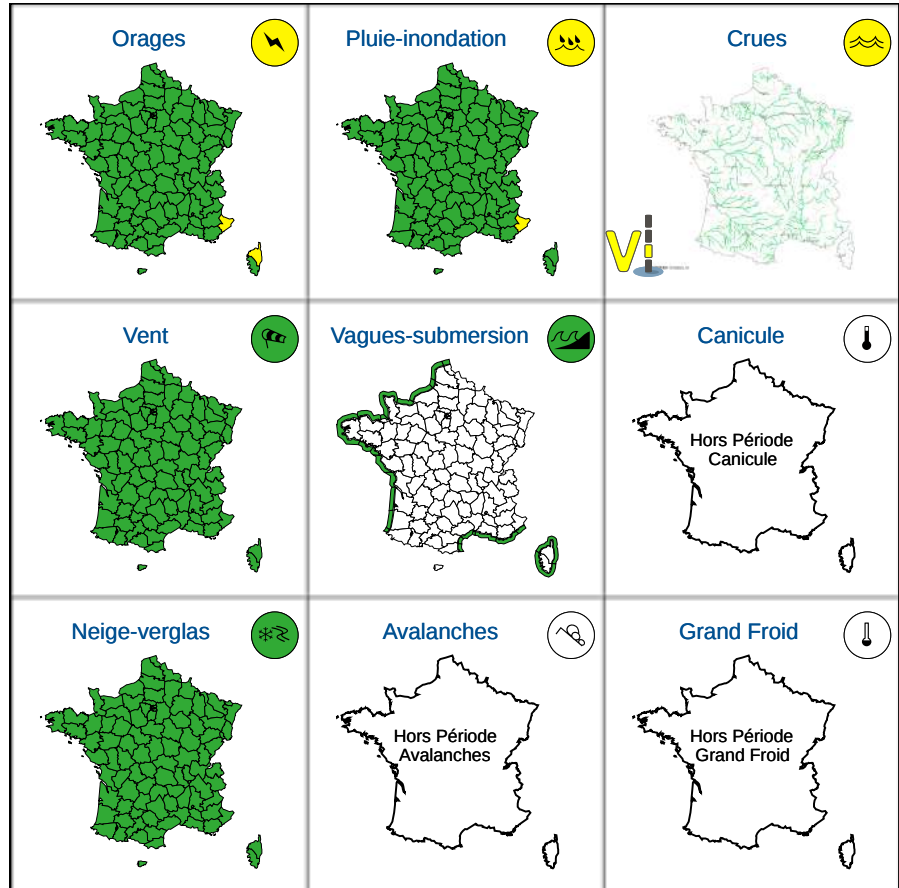 Orages
Pluie-inondation
Crues
Vi
Vent
Vagues-submersion
Canicule
Hors Période
Canicule
Neige-verglas
Avalanches
Hors Période
Avalanches
Grand Froid
Hors Période
Grand Froid